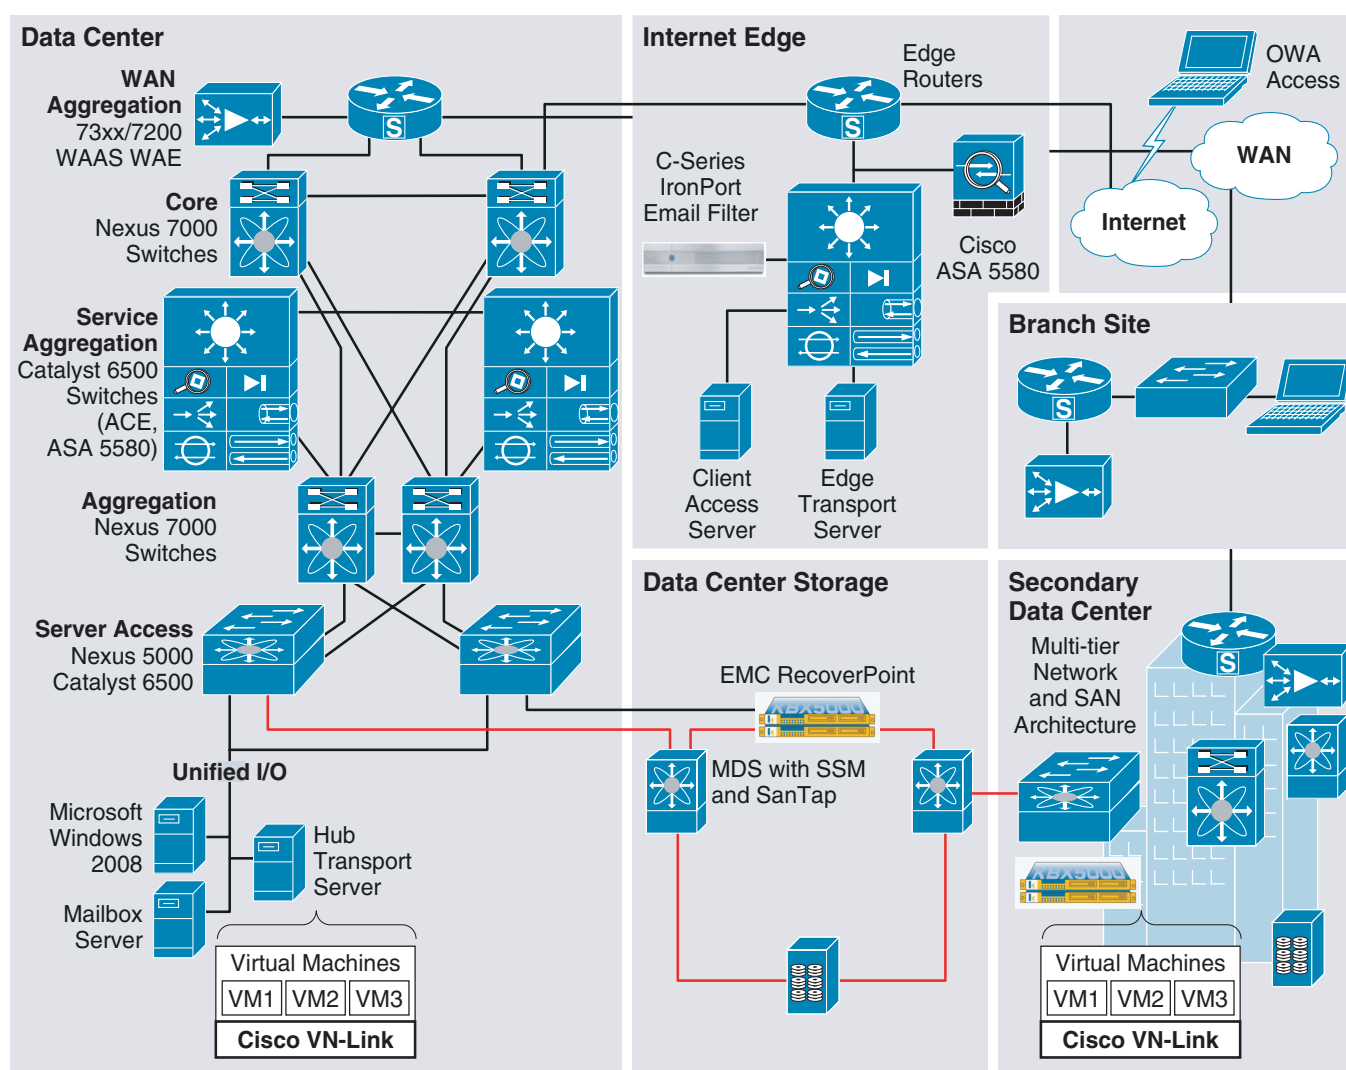 Data Center
WAN
Aggregation
73xx/7200
WAAS WAE
S
Core
Nexus 7000
Switches
Service
Aggregation
Catalyst 6500
Switches
(ACE,
ASA 5580)
Aggregation
Nexus 7000
Switches
Server Access
Nexus 5000
Catalyst 6500
Unified I/O
Microsoft
Windows
2008
Hub
Transport
Server
Mailbox
Server
Virtual Machines
VM1 VM2 VM3
Cisco VN-Link
Internet Edge
Edge
Routers
S
C-Series
IronPort
Email Filter
Cisco
ASA 5580
Client
Access
Server
Edge
Transport
Server
OWA
Access
WAN
Internet
Branch Site
S
Data Center Storage
EMC RecoverPoint
KBX5000
MDS with SSM
and SanTap
Secondary
Data Center
Multi-tier
Network
and SAN
Architecture
S
KBX5000
Virtual Machines
VM1 VM2 VM3
Cisco VN-Link